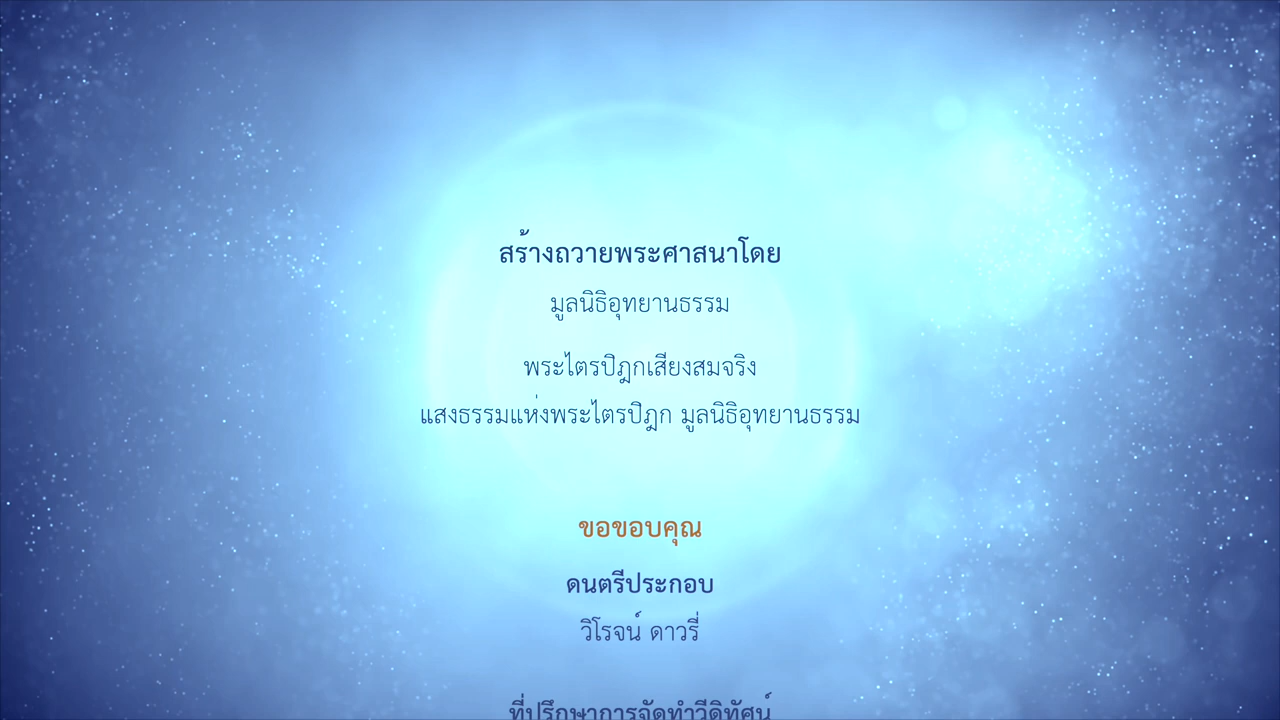 สร้างถวายพระศาสนาโดย
มูลนิธิอุทยานธรรม
พระไตรปิฎกเสียงสมจริง
แสงธรรมแห่งพระไตรปิฎก มูลนิธิอุทยานธรรม
ขอขอบคุณ
ดนตรีประกอบ
วิโรจน์ ดาวรี่
ที่ปรึกษาการจัดทำวีดิทัศน์